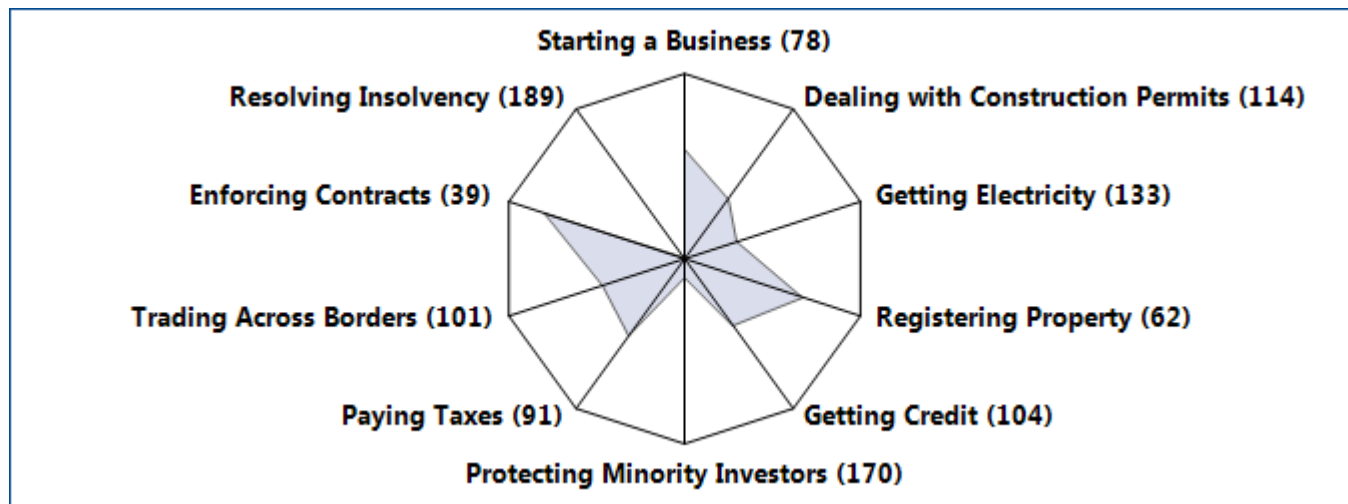 Starting a Business (78)
Resolving Insolvency (189)
Dealing with Construction Permits (114)
Enforcing Contracts (39)
Getting Electricity (133)
Trading Across Borders (101)
Registering Property (62)
Paying Taxes (91)
Getting Credit (104)
Protecting Minority Investors (170)